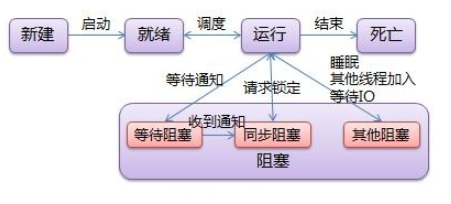 新建
启动
就绪
调度
运行
结束
死亡
等待通知
请求锁定
睡眠
其他线程加入
等待IO
等待阻塞
收到通知
同步阻塞
其他阻塞
阻塞